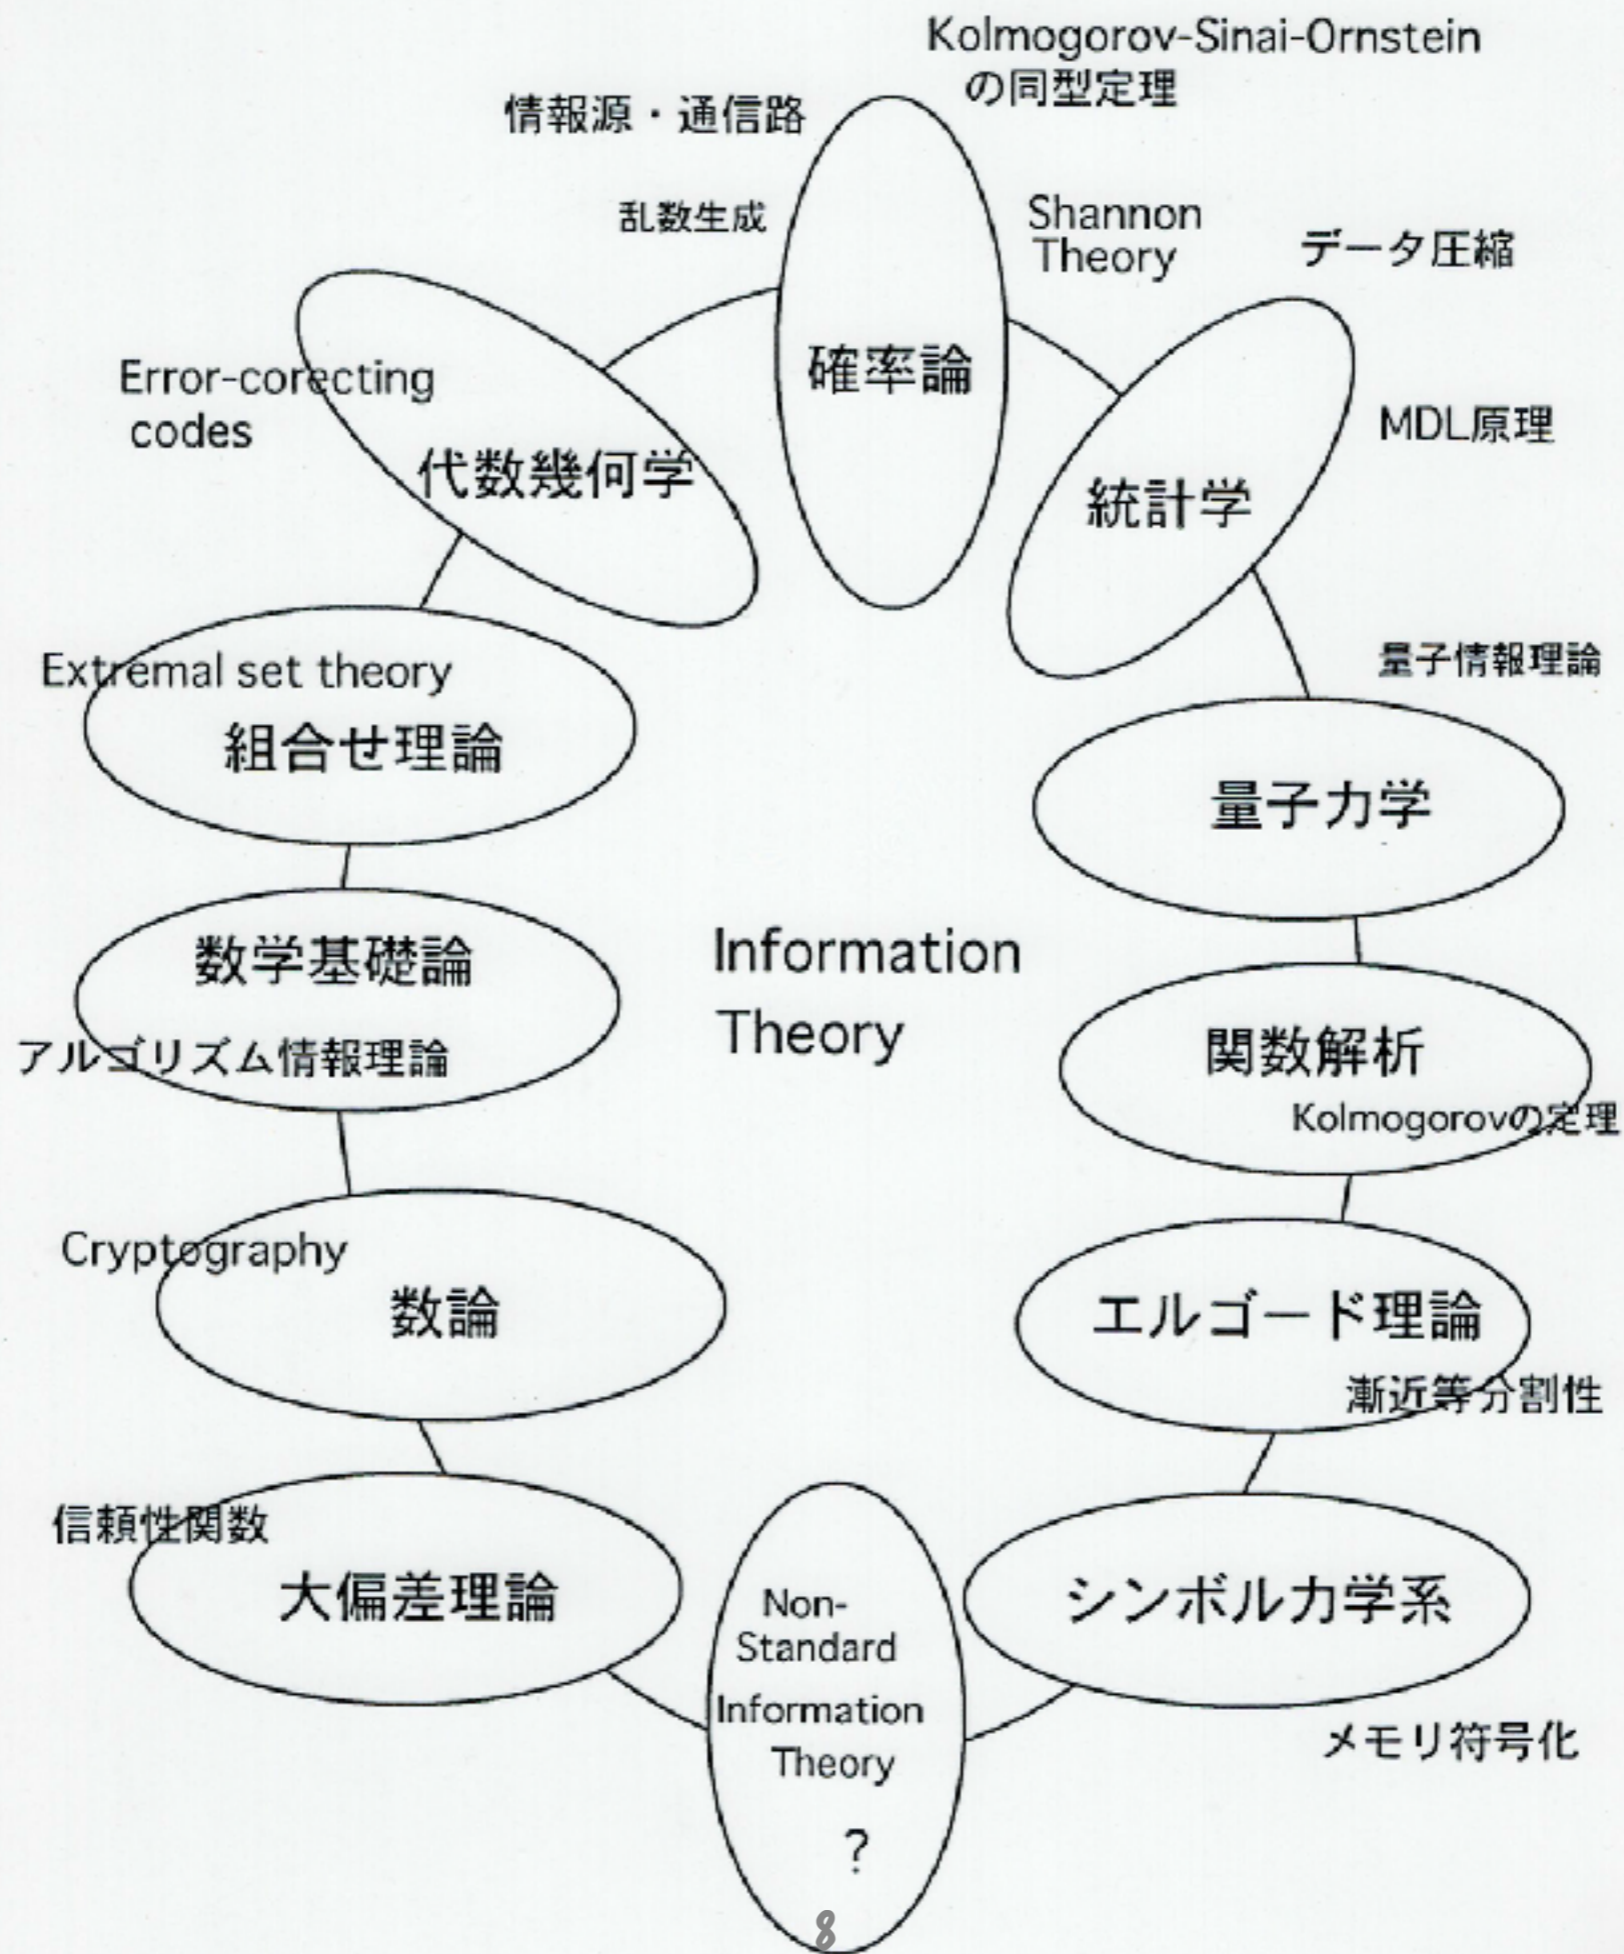 Kolmogorov-Sinai-Ornstein
の同型定理
情報源・通信路
乱数生成
Shannon
Theory
データ圧縮
確率論
Error-corecting
codes
代数幾何学
MDL原理
統計学
Extremal set theory
組合せ理論
量子情報理論
量子力学
数学基礎論
アルゴリズム情報理論
Information
Theory
関数解析
Kolmogorovの定理
Cryptography
数論
エルゴード理論
漸近等分割性
信頼性関数
大偏差理論
Non-
Standard
Information
Theory
?
シンボル力学系
メモリ符号化
8